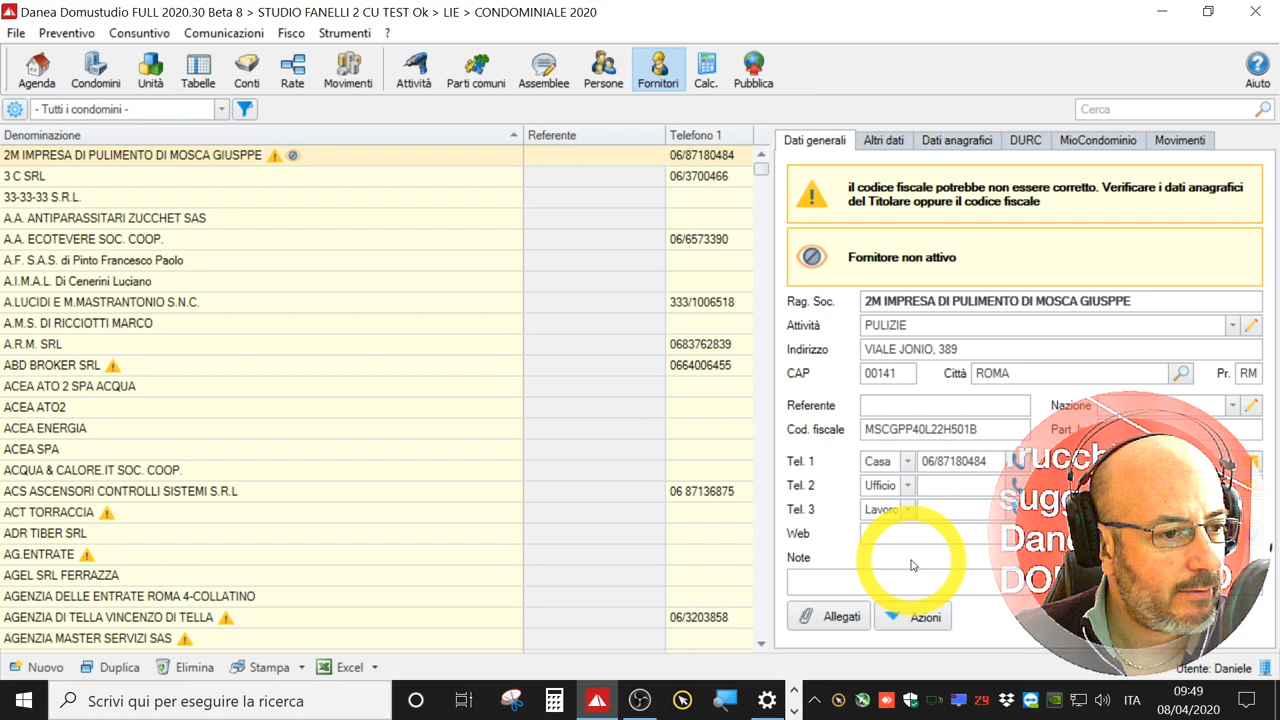 Danea Domustudio FULL 2020.30 Beta 8 > STUDIO FANELLI 2 CU TEST Ok > LIE > CONDOMINIALE 2020
File Preventivo Consuntivo Comunicazioni Fisco Strumenti ?
Agenda Condomini Unità Tabelle Conti Rate Movimenti Attività Parti comuni Assemblee Persone Fornitori Calc. Pubblica Aiuto
- Tutti i condomini -
Cerca
Denominazione Referente Telefono 1
2M IMPRESA DI PULIMENTO DI MOSCA GIUSPPE 06/87180484
3 C SRL 06/3700466
33-33-33 S.R.L.
A.A. ANTIPARASSITARI ZUCCHET SAS
A.A. ECOTEVERE SOC. COOP. 06/6573390
A.F. S.A.S. di Pinto Francesco Paolo
A.I.M.A.L. Di Cenerini Luciano
A.LUCIDI E M.MASTRANTONIO S.N.C. 333/1006518
A.M.S. DI RICCIOTTI MARCO
A.R.M. SRL 0683762839
ABD BROKER SRL 0664006455
ACEA ATO 2 SPA ACQUA
ACEA ATO2
ACEA ENERGIA
ACEA SPA
ACQUA & CALORE.IT SOC. COOP.
ACS ASCENSORI CONTROLLI SISTEMI S.R.L 06 87136875
ACT TORRACCIA
ADR TIBER SRL
AG.ENTRATE
AGEL SRL FERRAZZA
AGENZIA DELLE ENTRATE ROMA 4-COLLATINO
AGENZIA DI TELLA VINCENZO DI TELLA 06/3203858
AGENZIA MASTER SERVIZI SAS
Dati generali Altri dati Dati anagrafici DURC MioCondominio Movimenti
il codice fiscale potrebbe non essere corretto. Verificare i dati anagrafici
del Titolare oppure il codice fiscale
Fornitore non attivo
Rag. Soc. 2M IMPRESA DI PULIMENTO DI MOSCA GIUSPPE
Attività PULIZIE
Indirizzo VIALE JONIO, 389
CAP 00141 Città ROMA Pr. RM
Referente Nazione
Cod. fiscale MSCGPP40L22H501B Part.
Tel. 1 Casa 06/87180484
Tel. 2 Ufficio
Tel. 3 Lavoro
Web
Note
Allegati Azioni
Nuovo Duplica Elimina Stampa Excel
Utente: Daniele
Scrivi qui per eseguire la ricerca
29
ITA
09:49
08/04/2020